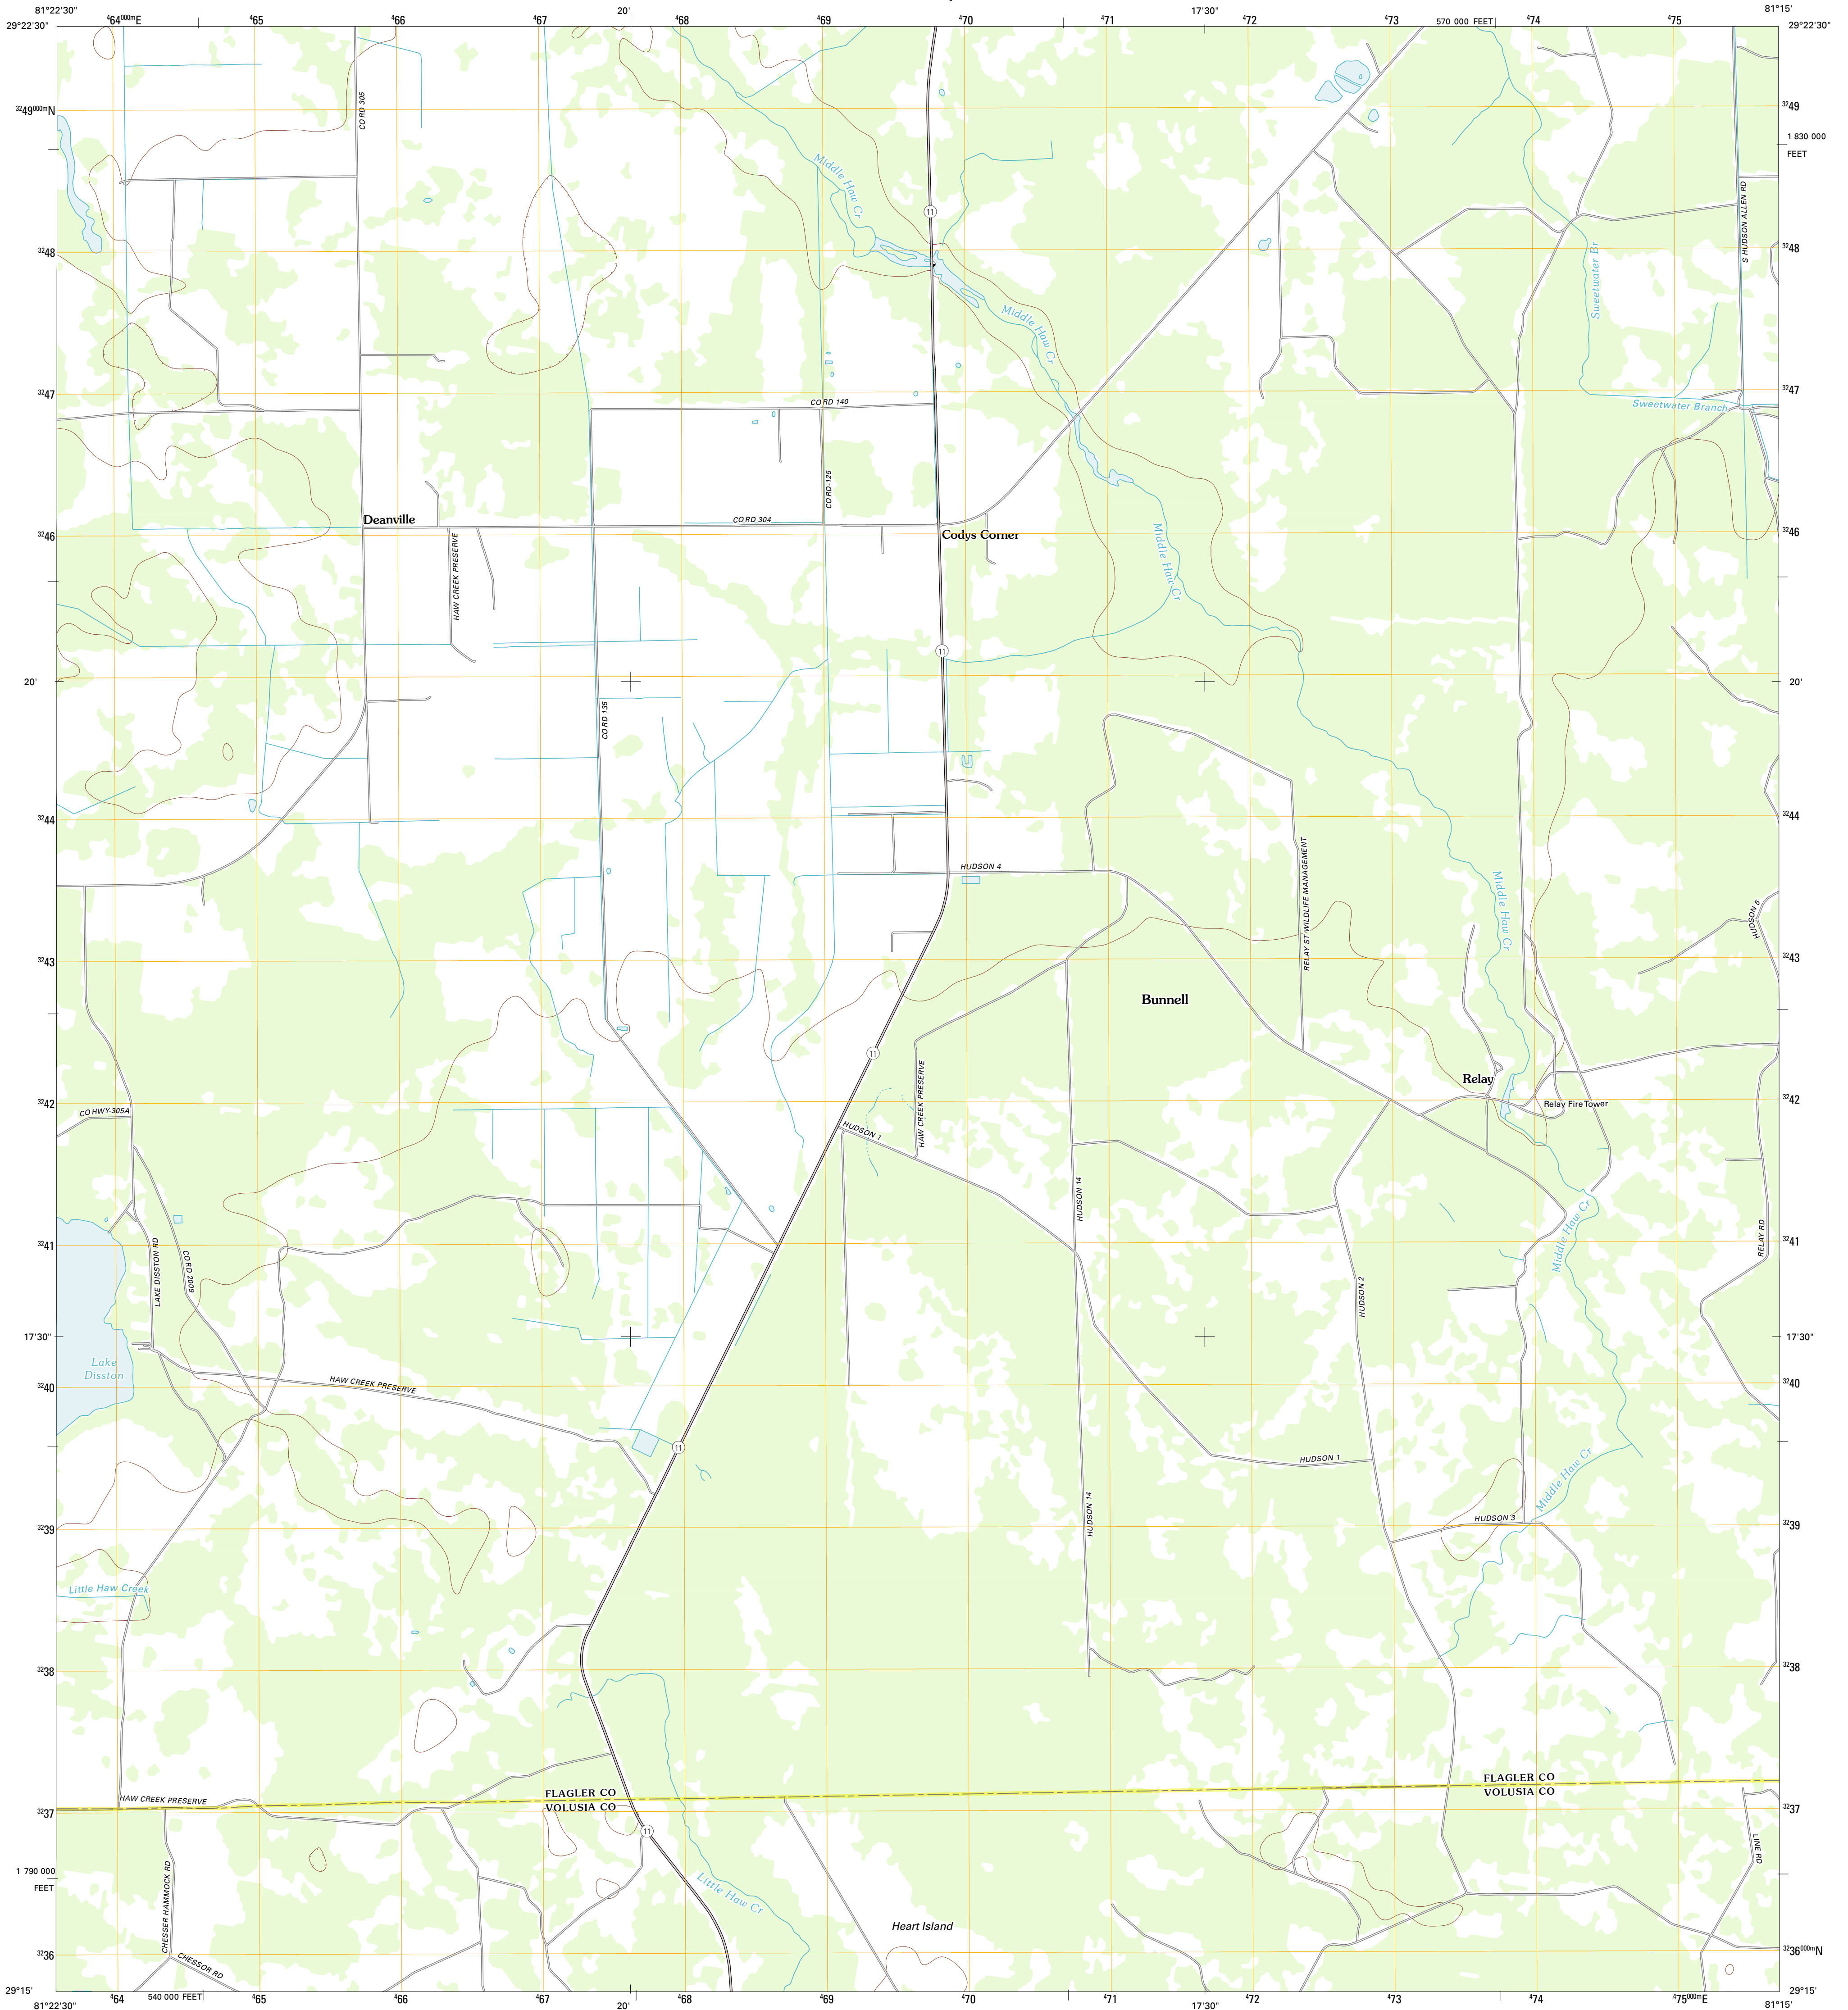 81°22'30"
⁴64⁰⁰⁰ᵐE
⁴65
⁴66
⁴67
20'
⁴68
⁴69
⁴70
⁴71
17'30"
⁴72
⁴73
570 000 FEET
⁴74
⁴75
81°15'
29°22'30"
29°22'30"
³²49⁰⁰⁰ᵐN
CO RD 305
³²49
1 830 000
FEET
Middle Haw Cr
11
S HUDSON ALLEN RD
³²48
Sweetwater Br
³²48
Middle Haw Cr
³²47
CO RD 140
Sweetwater Branch
³²47
CO RD-125
Deanville
CO RD 304
Codys Corner
³²46
³²46
HAW CREEK PRESERVE
Middle Haw Cr
11
20'
20'
CO RD 135
³²44
³²44
HUDSON 4
RELAY ST WILDLIFE MANAGEMENT
Middle Haw Cr
HUDSON 5
³²43
³²43
Bunnell
11
HAW CREEK PRESERVE
Relay
³²42
CO HWY-305A
Relay Fire Tower
³²42
HUDSON 1
HUDSON 14
Middle Haw Cr
³²41
LAKE DISSTON RD
CO RD 2009
RELAY RD
³²41
HUDSON 2
17'30"
17'30"
Lake
Disston
³²40
HAW CREEK PRESERVE
³²40
11
HUDSON 1
Middle Haw Cr
³²39
HUDSON 14
HUDSON 3
³²39
Little Haw Creek
³²38
³²38
FLAGLER CO
VOLUSIA CO
FLAGLER CO
VOLUSIA CO
HAW CREEK PRESERVE
³²37
³²37
11
LINE RD
1 790 000
FEET
CHESSER HAMMOCK RD
Little Haw Cr
Heart Island
³²36
CHESSOR RD
³²36⁰⁰⁰ᵐN
29°15'
29°15'
81°22'30"
⁴64
540 000 FEET
⁴65
⁴66
⁴67
20'
⁴68
⁴69
⁴70
⁴71
17'30"
⁴72
⁴73
⁴74
⁴75⁰⁰⁰ᵐE
81°15'